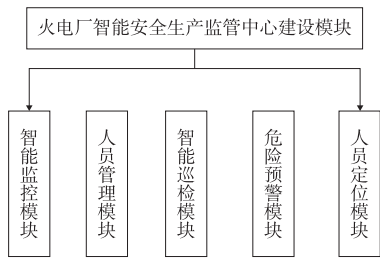 火电厂智能安全生产监管中心建设模块
智能监控模块
人员管理模块
智能巡检模块
危险预警模块
人员定位模块